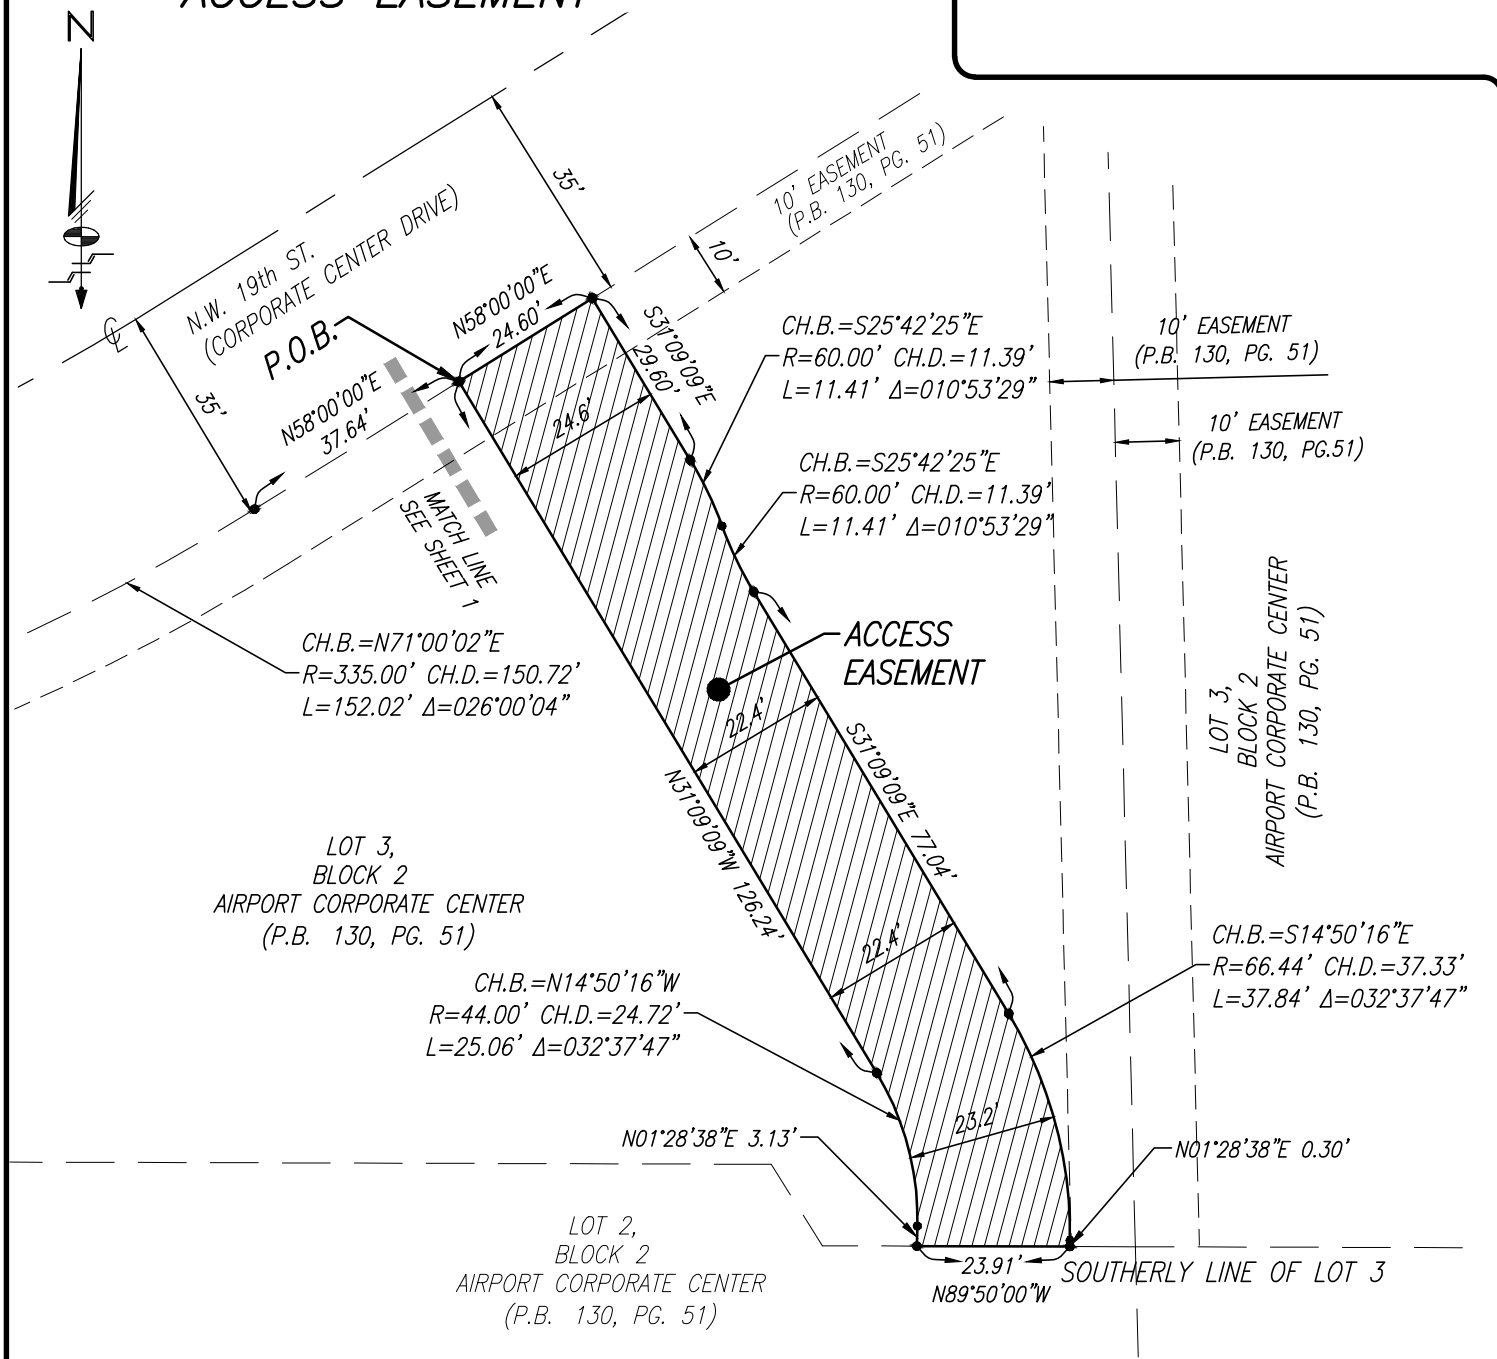 ACCESS EASEMENT
N
35'
10' EASEMENT
(P.B. 130, PG. 51)
10'
N.W. 19th ST.
(CORPORATE CENTER DRIVE)
℄
P.O.B.
N58°00'00"E
24.60'
S31°09'09"E
29.60'
CH.B.=S25°42'25"E
R=60.00' CH.D.=11.39'
L=11.41' Δ=010°53'29"
10' EASEMENT
(P.B. 130, PG. 51)
35'
N58°00'00"E
37.64'
24.6'
10' EASEMENT
(P.B. 130, PG.51)
CH.B.=S25°42'25"E
R=60.00' CH.D.=11.39'
L=11.41' Δ=010°53'29"
MATCH LINE
SEE SHEET 1
CH.B.=N71°00'02"E
R=335.00' CH.D.=150.72'
L=152.02' Δ=026°00'04"
ACCESS
EASEMENT
LOT 3,
BLOCK 2
AIRPORT CORPORATE CENTER
(P.B. 130, PG. 51)
22.4'
S31°09'09"E 77.04'
N31°09'09"W 126.24'
LOT 3,
BLOCK 2
AIRPORT CORPORATE CENTER
(P.B. 130, PG. 51)
22.4'
CH.B.=S14°50'16"E
R=66.44' CH.D.=37.33'
L=37.84' Δ=032°37'47"
CH.B.=N14°50'16"W
R=44.00' CH.D.=24.72'
L=25.06' Δ=032°37'47"
23.2'
N01°28'38"E 3.13'
N01°28'38"E 0.30'
LOT 2,
BLOCK 2
AIRPORT CORPORATE CENTER
(P.B. 130, PG. 51)
23.91'
N89°50'00"W
SOUTHERLY LINE OF LOT 3